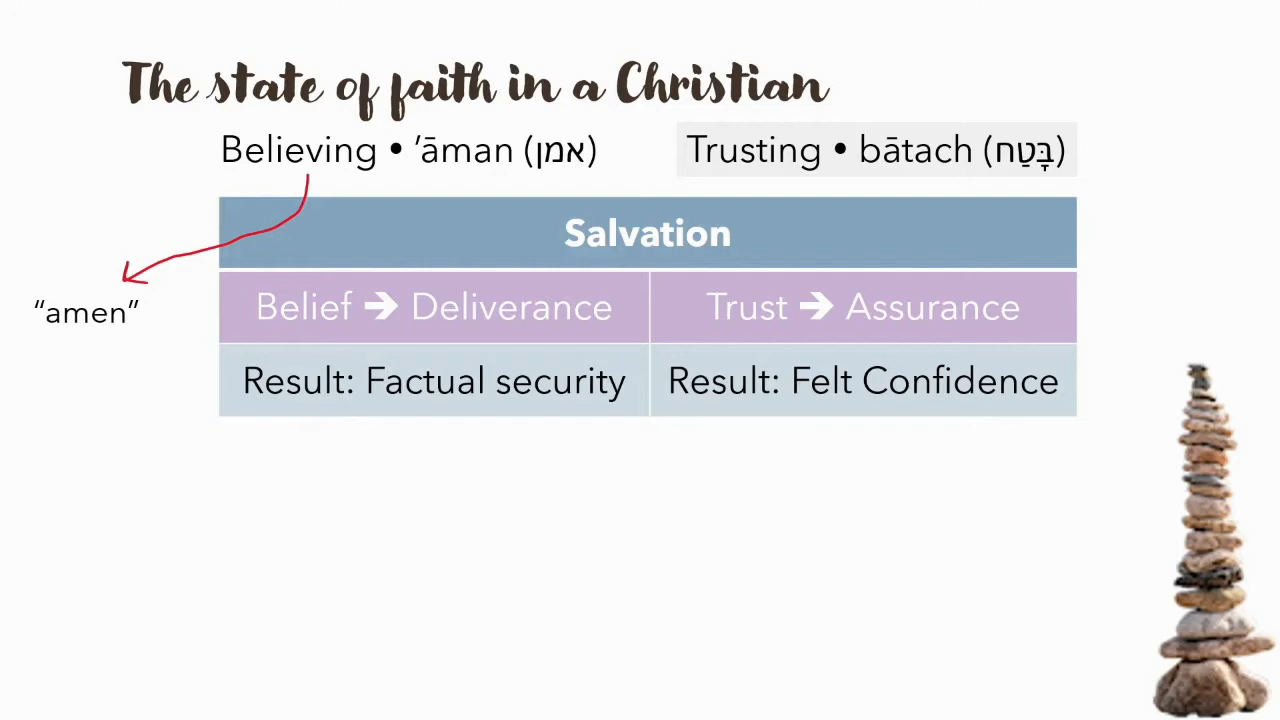 The state of faith in a Christian
Believing • ’āman (אמן)
Trusting • bātach (בָּטַח)
Salvation
“amen”
Belief ➔ Deliverance
Trust ➔ Assurance
Result: Factual security
Result: Felt Confidence